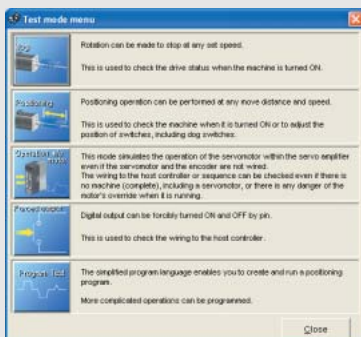 Test mode menu
Jog
Rotation can be made to stop at any set speed.
This is used to check the drive status when the machine is turned ON.
Positioning
Positioning operation can be performed at any move distance and speed.
This is used to check the machine when it is turned ON or to adjust the
position of switches, including dog switches.
Operation w/o
motor
This mode simulates the operation of the servomotor within the servo amplifier
even if the servomotor and the encoder are not wired.
The wiring to the host controller or sequence can be checked even if there is
no machine (complete), including a servomotor, or there is any danger of the
motor's override when it is running.
Forced output
Digital output can be forcibly turned ON and OFF by pin.
This is used to check the wiring to the host controller.
Program Test
The simplified program language enables you to create and run a positioning
program.
More complicated operations can be programmed.
Close